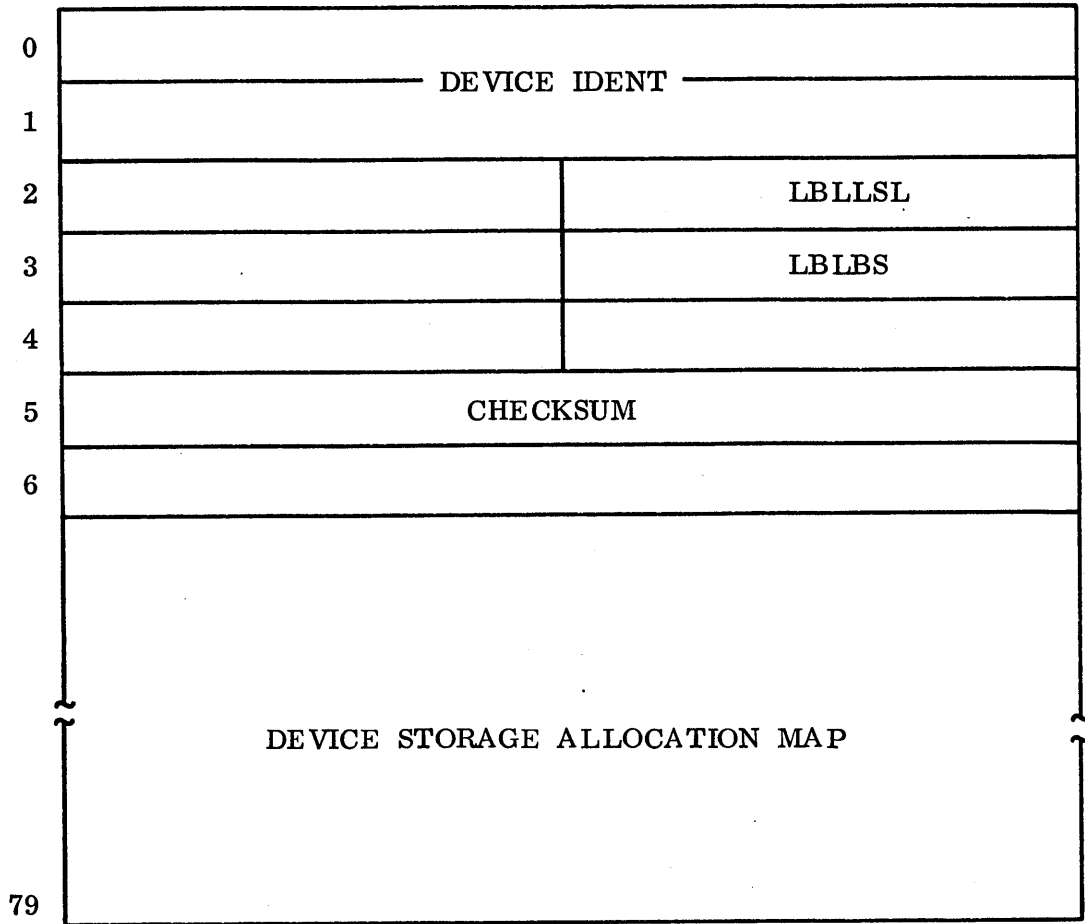 0
DEVICE IDENT
1
2 LBLLSL
3 LBLBS
4
5 CHECKSUM
6
DEVICE STORAGE ALLOCATION MAP
79